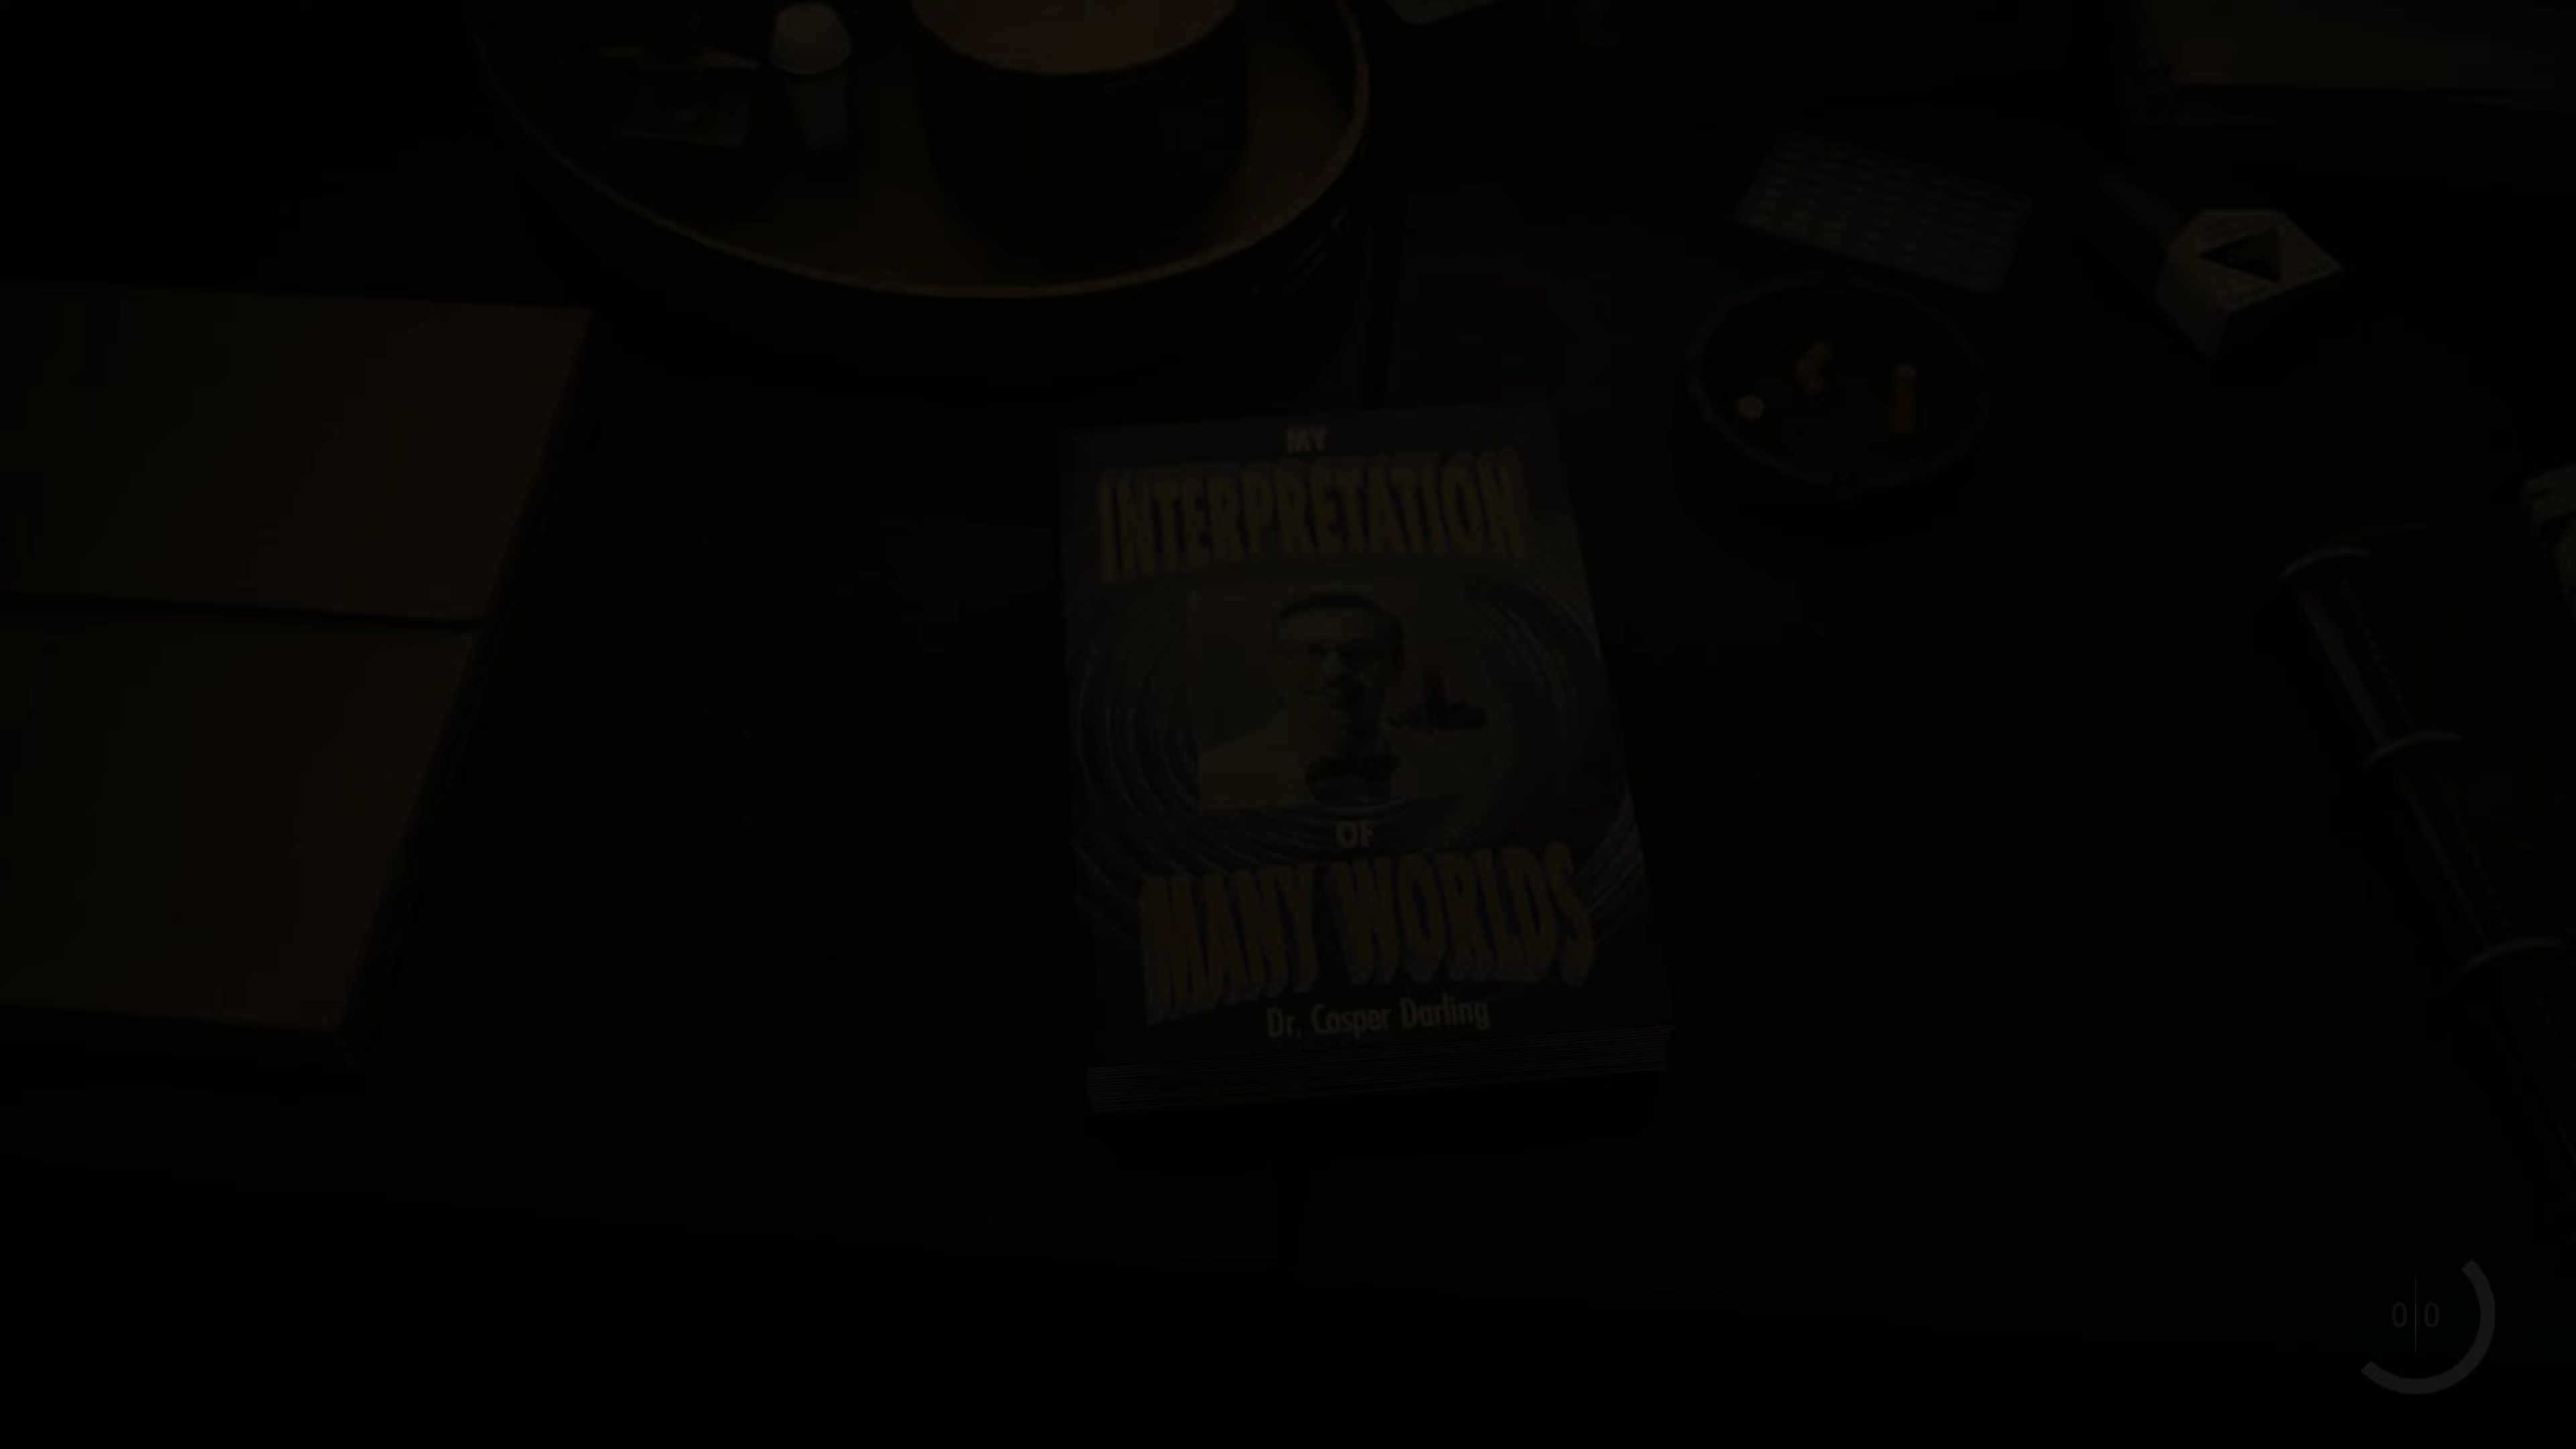 MY
INTERPRETATION
OF
MANY WORLDS
Dr. Casper Darling
0|0